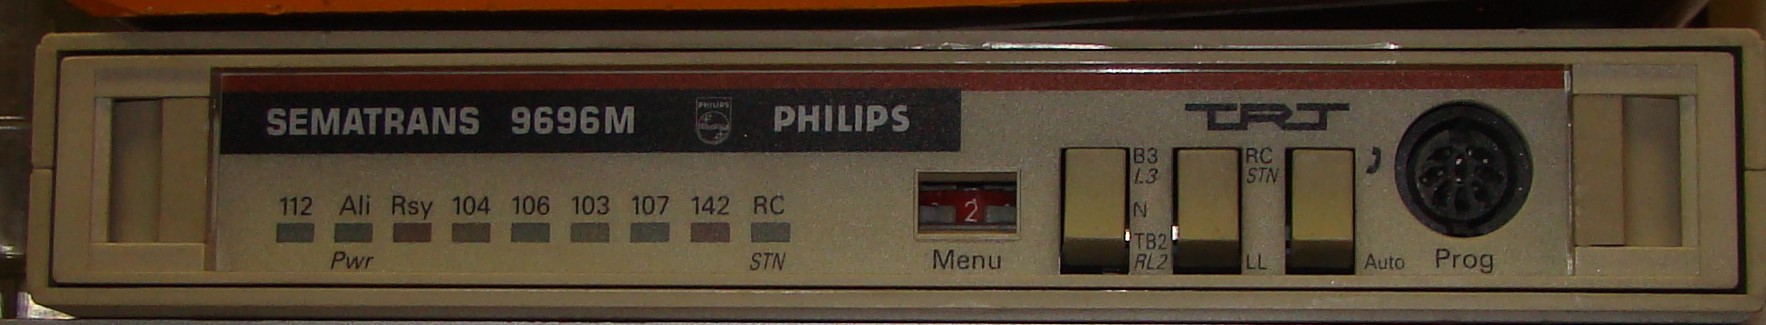 SEMATRANS 9696M PHILIPS PHILIPS
TRT
112 Ali Rsy 104 106 103 107 142 RC
Pwr STN
2
Menu
B3
L3
N
TB2
RL2
RC
STN
LL
Auto
Prog